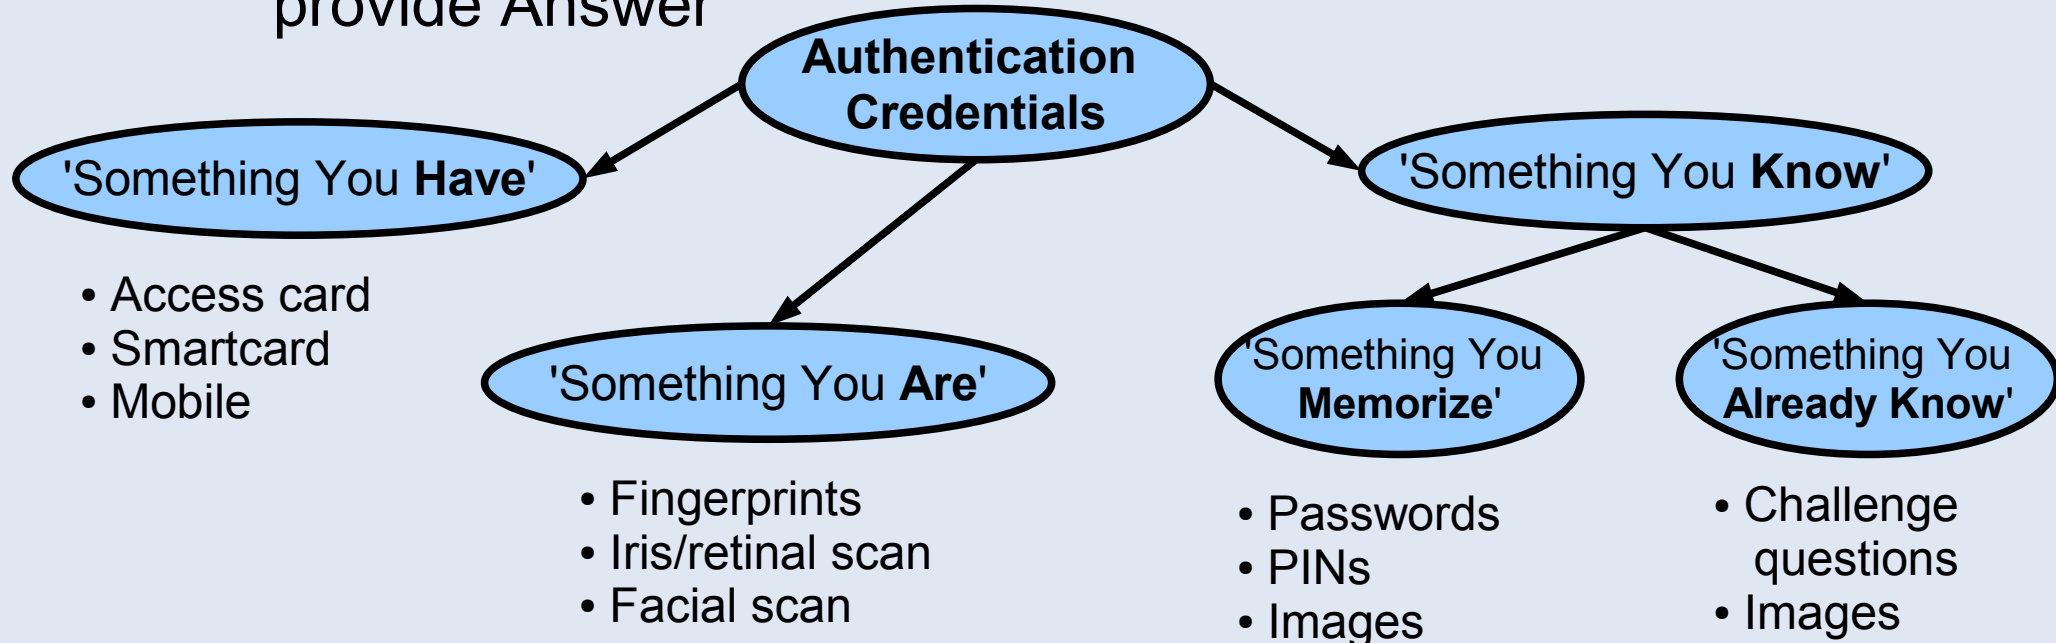 provide Answer
Authentication
Credentials
'Something You Have'
'Something You Know'
• Access card
• Smartcard
• Mobile
'Something You Are'
'Something You
Memorize'
'Something You
Already Know'
• Fingerprints
• Iris/retinal scan
• Facial scan
• Passwords
• PINs
• Images
• Challenge
questions
• Images